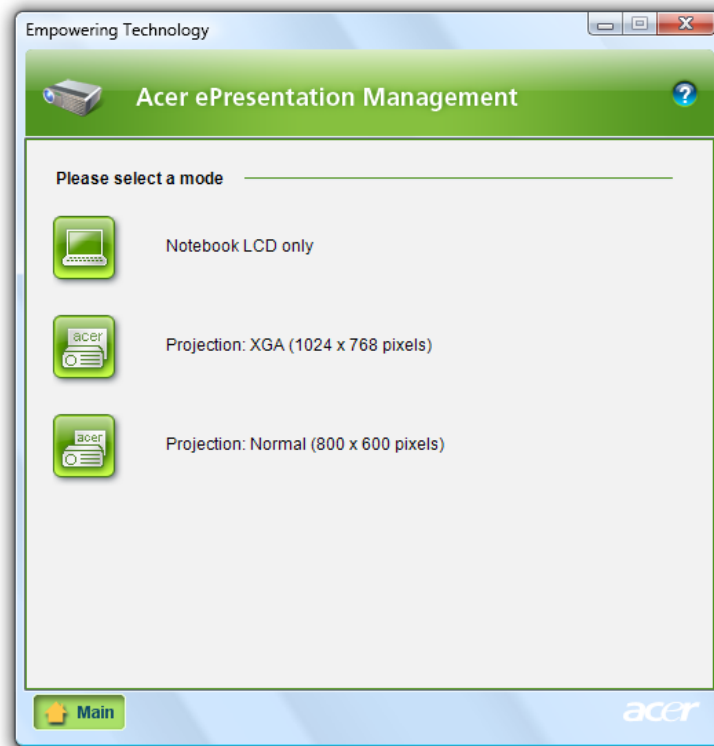 Empowering Technology
Acer ePresentation Management
?
Please select a mode
Notebook LCD only
acer
Projection: XGA (1024 x 768 pixels)
acer
Projection: Normal (800 x 600 pixels)
Main
acer